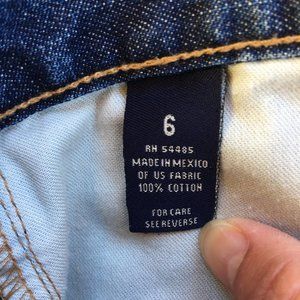 6
RN 54485
MADE IN MEXICO
OF US FABRIC
100% COTTON
FOR CARE
SEE REVERSE